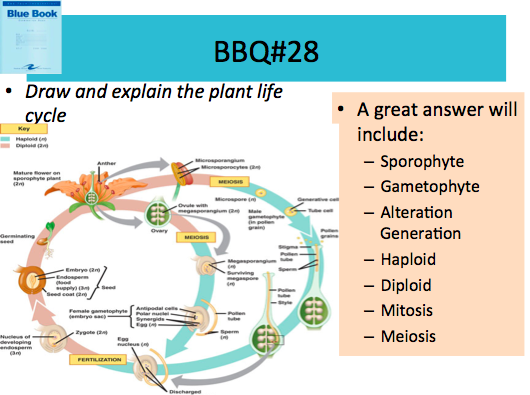 Blue Book
BBQ#28
• Draw and explain the plant life
cycle
Key
Haploid (n)
Diploid (2n)
Anther
Mature flower on
sporophyte plant
(2n)
Microsporangium
Microsporocytes (2n)
MEIOSIS
Microspore (n)
Generative cell
Tube cell
Male
gametophyte
(in pollen
grain)
Ovule with
megasporangium (2n)
Ovary
MEIOSIS
Germinating
seed
Pollen
grains
Stigma
Pollen
tube
Sperm
Megasporangium
(n)
Surviving
megaspore
(n)
Embryo (2n)
Endosperm
(food
supply) (3n)
Seed coat (2n)
Seed
Pollen
tube
Style
Female gametophyte
(embryo sac)
Antipodal cells
Polar nuclei
Synergids
Egg (n)
Pollen
tube
Sperm
(n)
Zygote (2n)
Nucleus of
developing
endosperm
(3n)
Egg
nucleus (n)
FERTILIZATION
Discharged
• A great answer will
include:
– Sporophyte
– Gametophyte
– Alteration
Generation
– Haploid
– Diploid
– Mitosis
– Meiosis